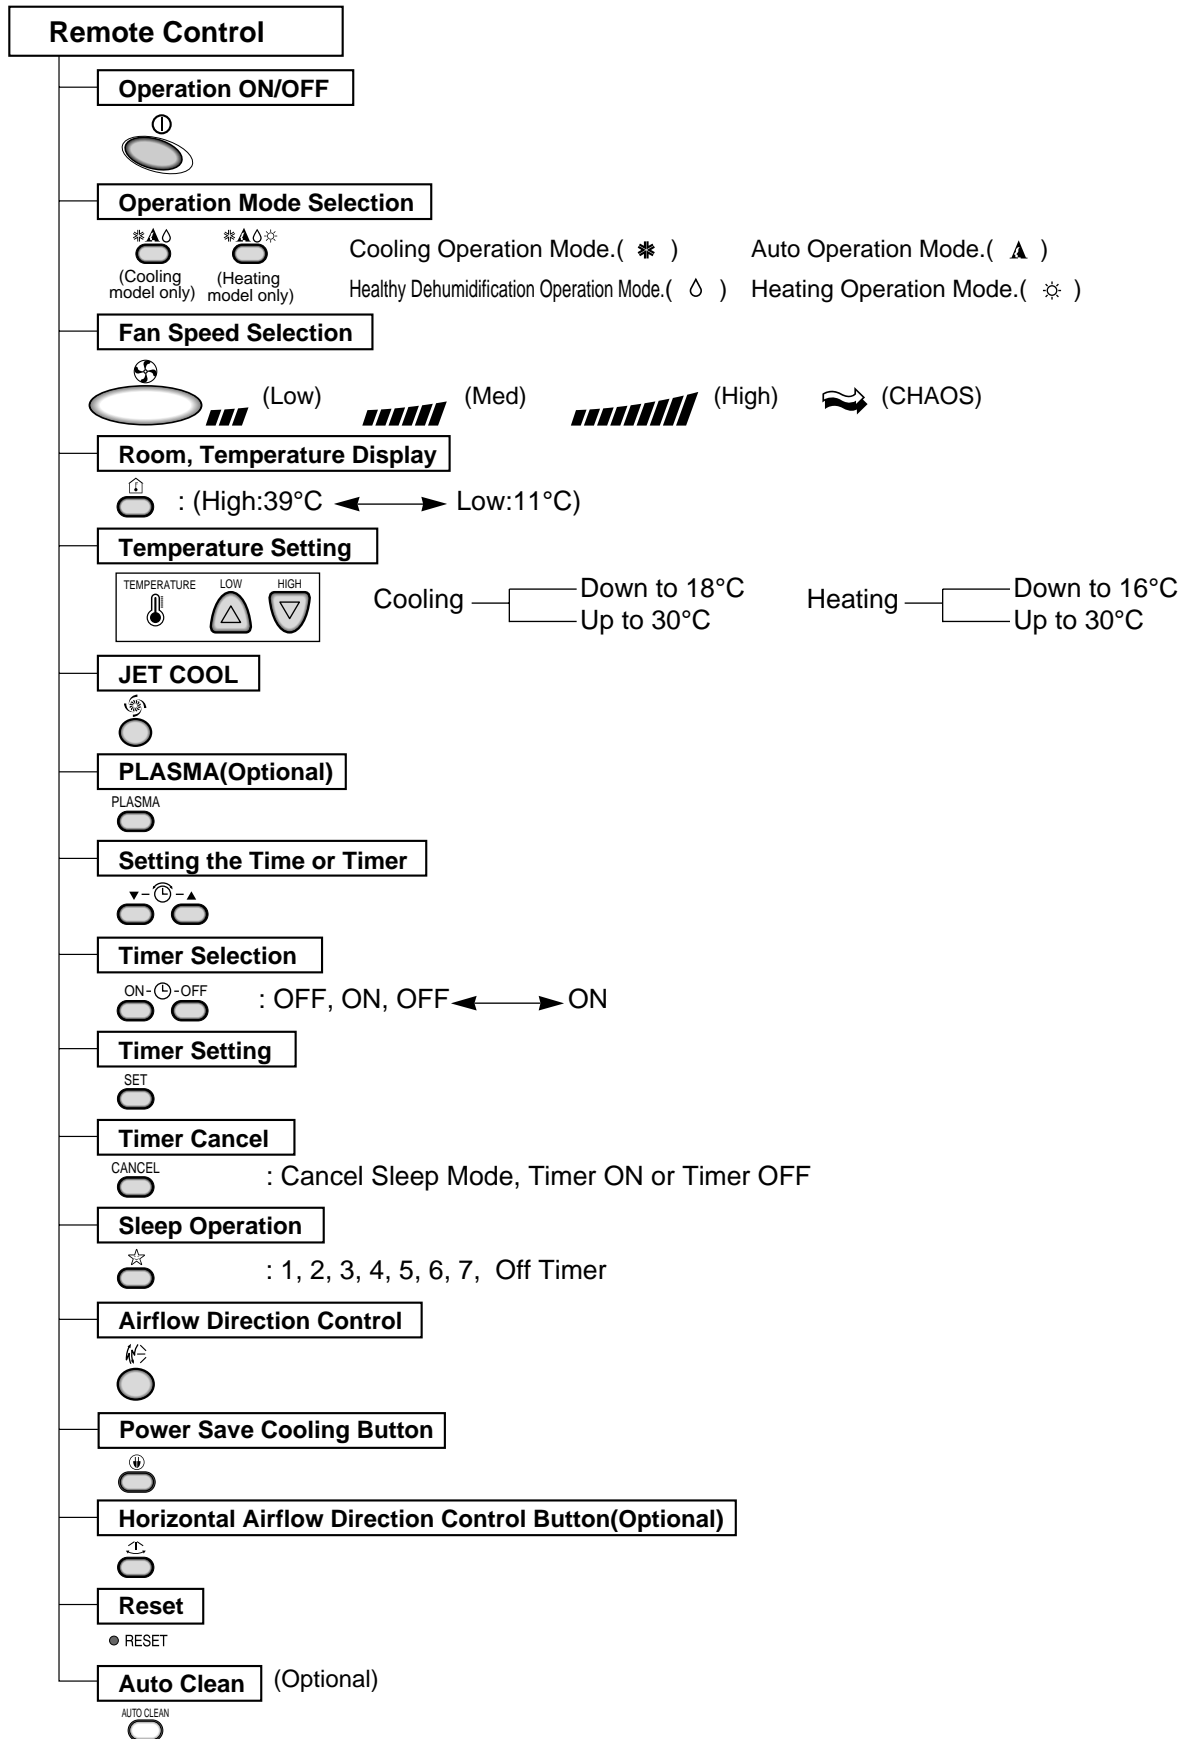 Remote Control
Operation ON/OFF
Operation Mode Selection
(Cooling model only)
(Heating model only)
Cooling Operation Mode.( ) Auto Operation Mode.( )
Healthy Dehumidification Operation Mode.( ) Heating Operation Mode.( )
Fan Speed Selection
(Low) (Med) (High) (CHAOS)
Room, Temperature Display
: (High:39°C Low:11°C)
Temperature Setting
TEMPERATURE LOW HIGH
Cooling Down to 18°C
Up to 30°C
Heating Down to 16°C
Up to 30°C
JET COOL
PLASMA(Optional)
PLASMA
Setting the Time or Timer
Timer Selection
ON - - OFF : OFF, ON, OFF ON
Timer Setting
SET
Timer Cancel
CANCEL : Cancel Sleep Mode, Timer ON or Timer OFF
Sleep Operation
: 1, 2, 3, 4, 5, 6, 7, Off Timer
Airflow Direction Control
Power Save Cooling Button
Horizontal Airflow Direction Control Button(Optional)
Reset
RESET
Auto Clean (Optional)
AUTO CLEAN